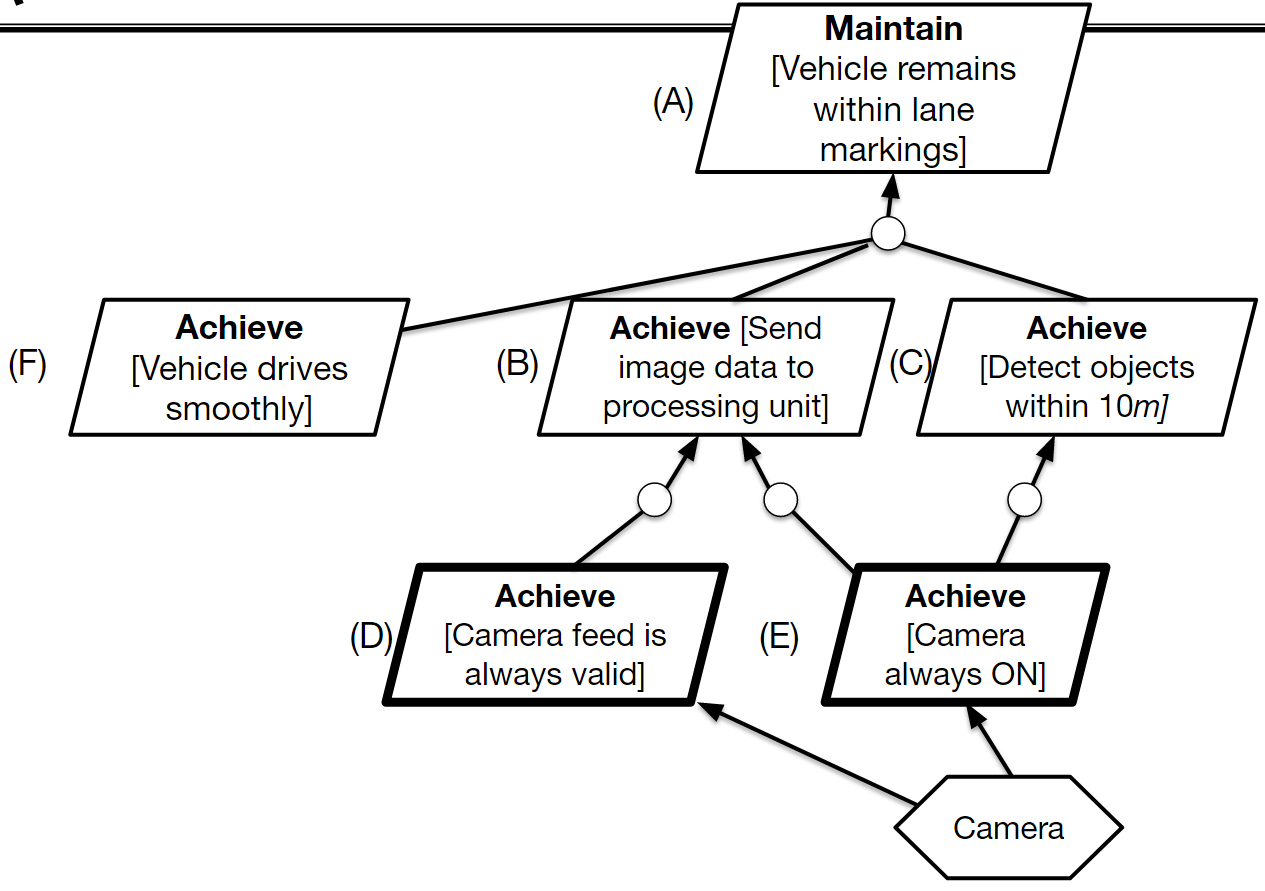 Maintain
[Vehicle remains
within lane
markings]
(A)
Achieve
[Vehicle drives
smoothly]
(F)
Achieve [Send
image data to
processing unit]
(B)
Achieve
[Detect objects
within 10m]
(C)
Achieve
[Camera feed is
always valid]
(D)
Achieve
[Camera
always ON]
(E)
Camera